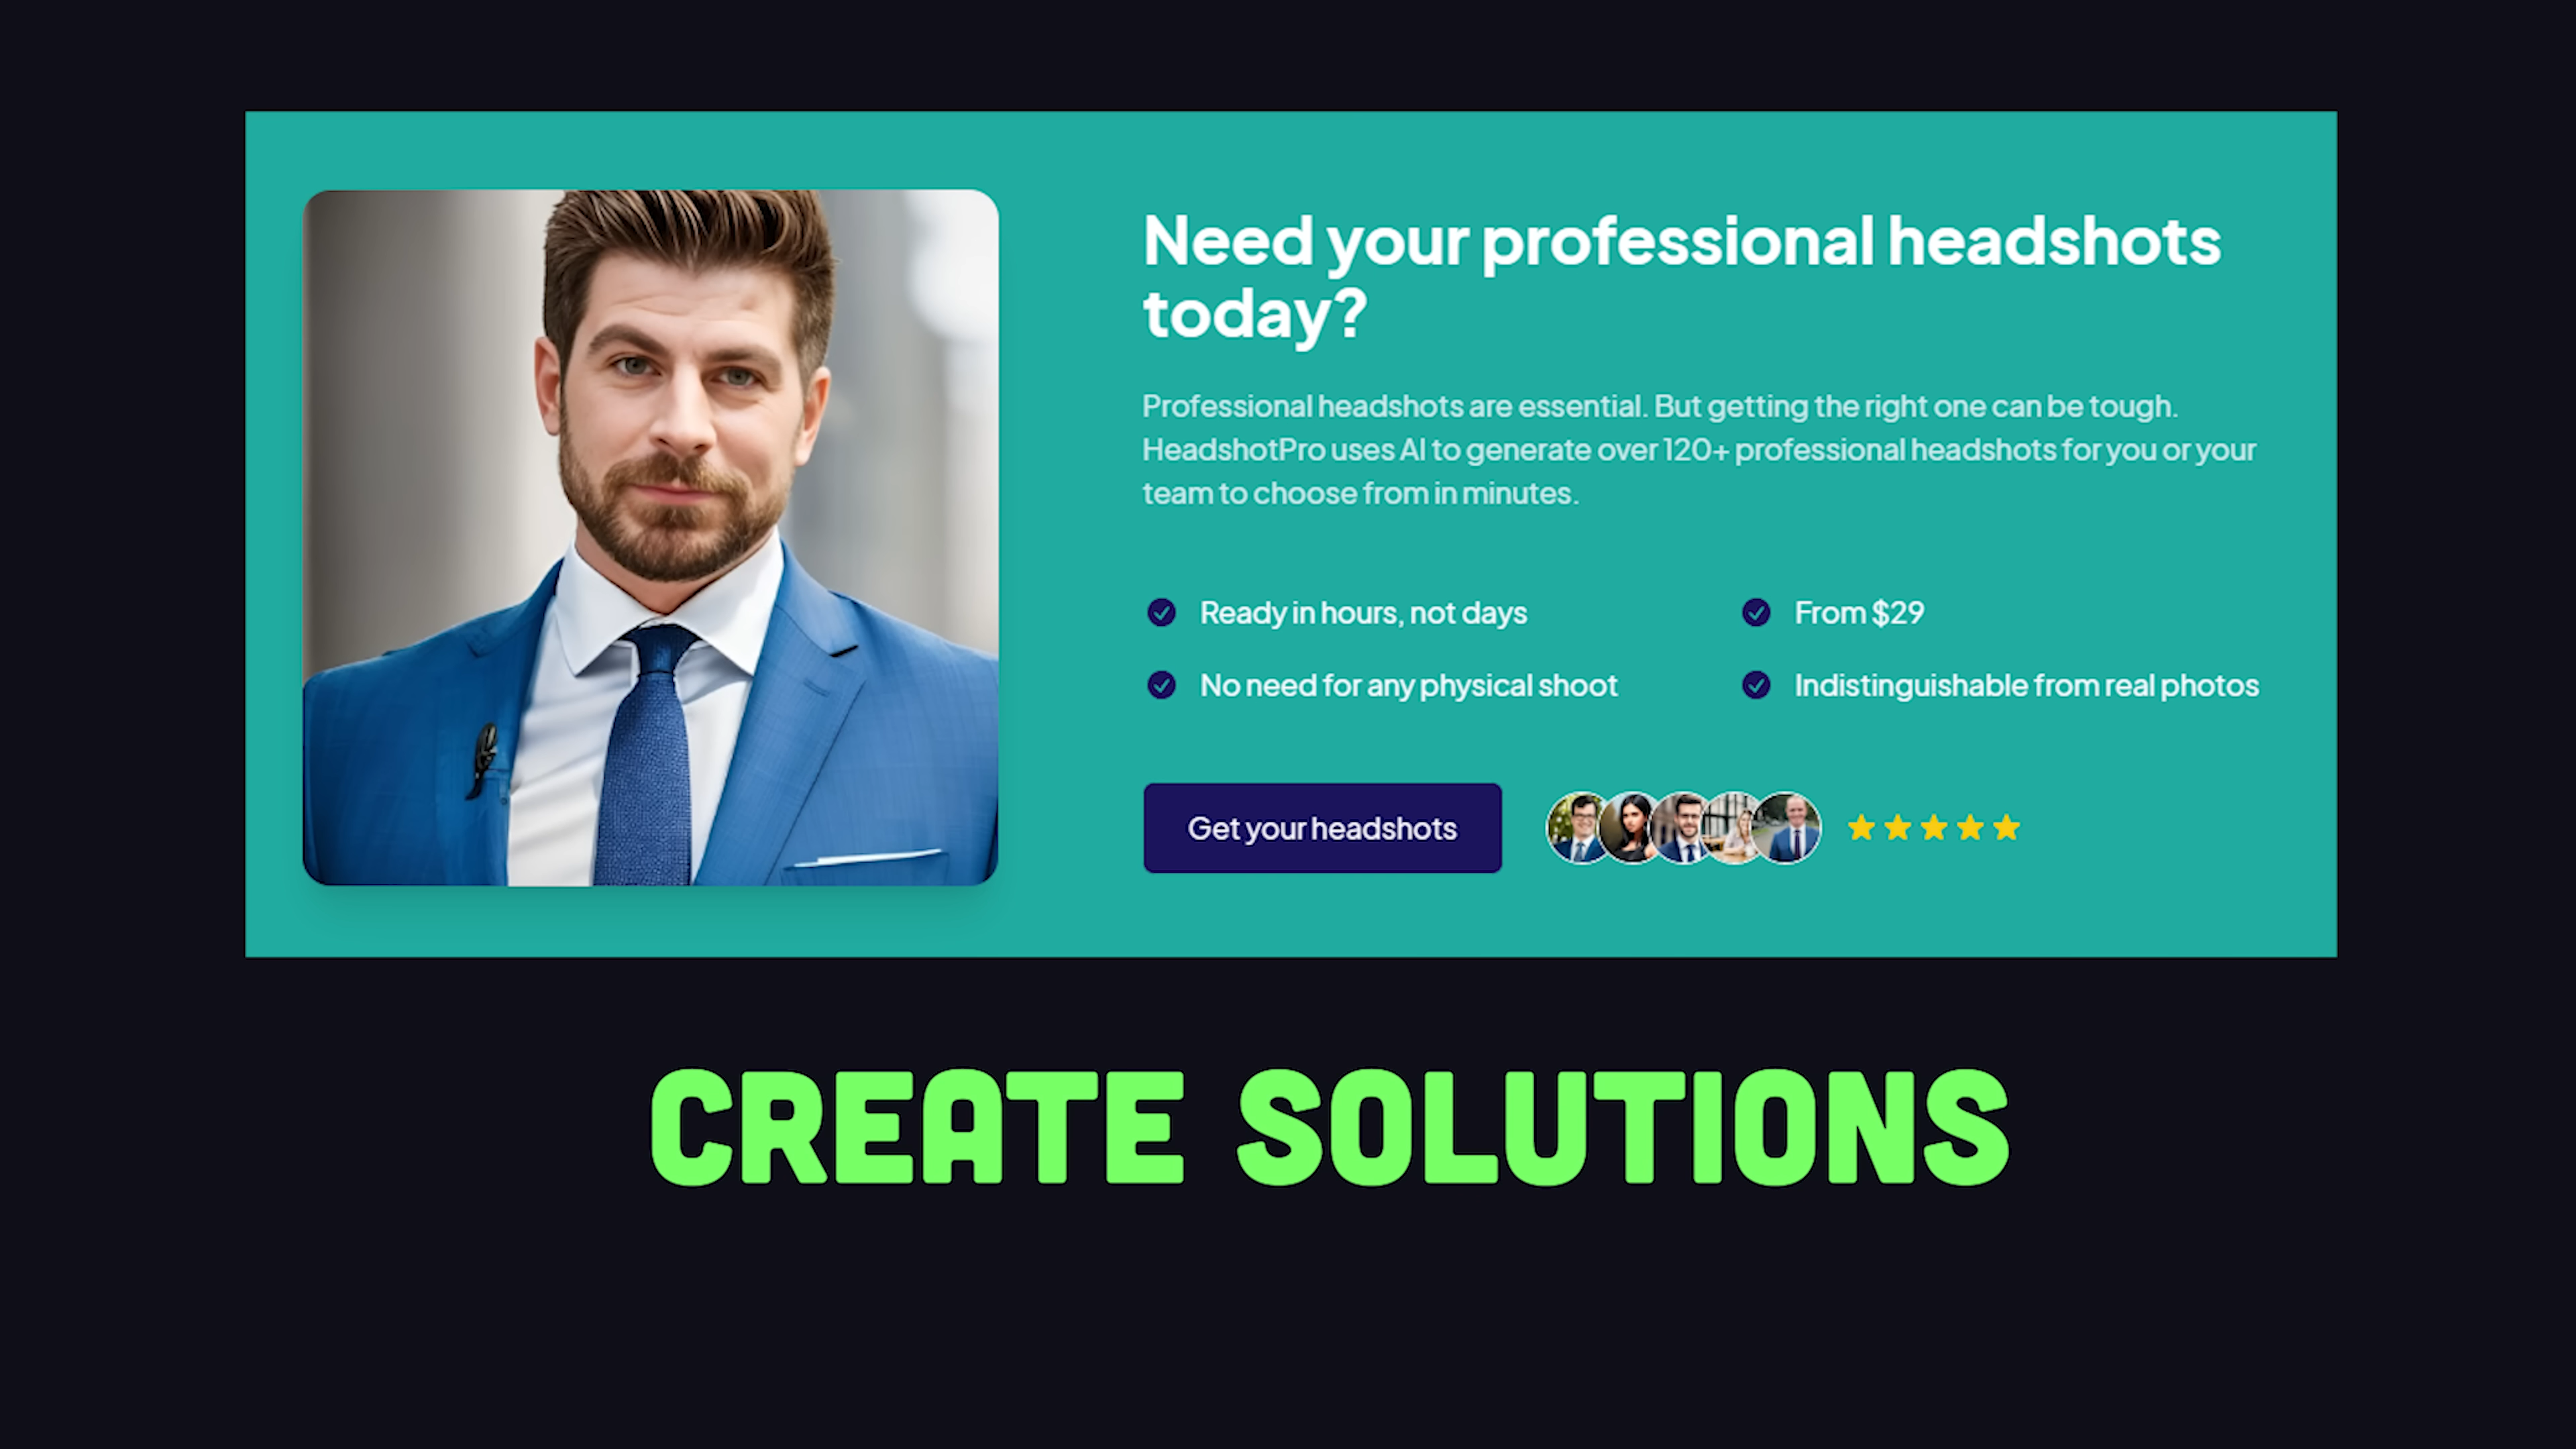 Need your professional headshots
today?
Professional headshots are essential. But getting the right one can be tough.
HeadshotPro uses AI to generate over 120+ professional headshots for you or your
team to choose from in minutes.
Ready in hours, not days
From $29
No need for any physical shoot
Indistinguishable from real photos
Get your headshots
CREATE SOLUTIONS